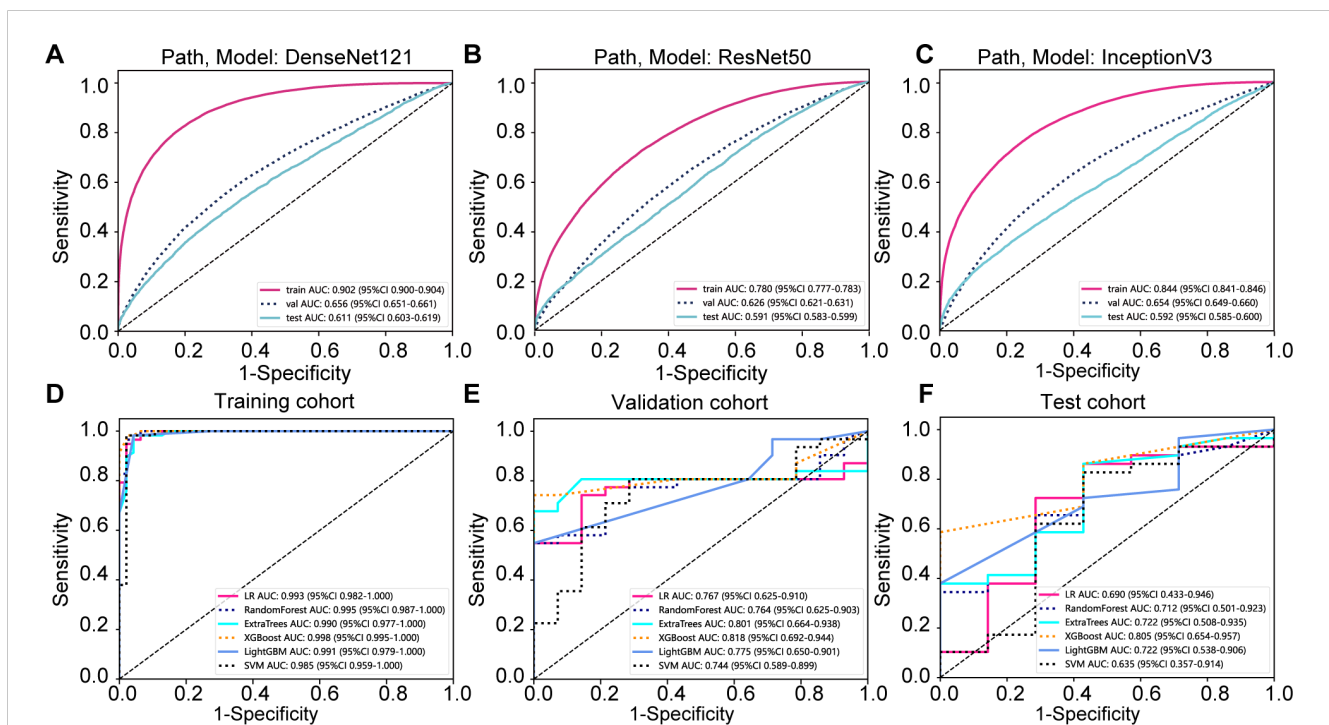 A
Path, Model: DenseNet121
Sensitivity
1.0
0.8
0.6
0.4
0.2
0.0
train AUC: 0.902 (95%CI 0.900-0.904)
val AUC: 0.656 (95%CI 0.651-0.661)
test AUC: 0.611 (95%CI 0.603-0.619)
0.0 0.2 0.4 0.6 0.8 1.0
1-Specificity
B
Path, Model: ResNet50
Sensitivity
1.0
0.8
0.6
0.4
0.2
0.0
train AUC: 0.780 (95%CI 0.777-0.783)
val AUC: 0.626 (95%CI 0.621-0.631)
test AUC: 0.591 (95%CI 0.583-0.599)
0.0 0.2 0.4 0.6 0.8 1.0
1-Specificity
C
Path, Model: InceptionV3
Sensitivity
1.0
0.8
0.6
0.4
0.2
0.0
train AUC: 0.844 (95%CI 0.841-0.846)
val AUC: 0.654 (95%CI 0.649-0.660)
test AUC: 0.592 (95%CI 0.585-0.600)
0.0 0.2 0.4 0.6 0.8 1.0
1-Specificity
D
Training cohort
Sensitivity
1.0
0.8
0.6
0.4
0.2
0.0
LR AUC: 0.993 (95%CI 0.982-1.000)
RandomForest AUC: 0.995 (95%CI 0.987-1.000)
ExtraTrees AUC: 0.990 (95%CI 0.977-1.000)
XGBoost AUC: 0.998 (95%CI 0.995-1.000)
LightGBM AUC: 0.991 (95%CI 0.979-1.000)
SVM AUC: 0.985 (95%CI 0.959-1.000)
0.0 0.2 0.4 0.6 0.8 1.0
1-Specificity
E
Validation cohort
Sensitivity
1.0
0.8
0.6
0.4
0.2
0.0
LR AUC: 0.767 (95%CI 0.625-0.910)
RandomForest AUC: 0.764 (95%CI 0.625-0.903)
ExtraTrees AUC: 0.801 (95%CI 0.664-0.938)
XGBoost AUC: 0.818 (95%CI 0.692-0.944)
LightGBM AUC: 0.775 (95%CI 0.650-0.901)
SVM AUC: 0.744 (95%CI 0.589-0.899)
0.0 0.2 0.4 0.6 0.8 1.0
1-Specificity
F
Test cohort
Sensitivity
1.0
0.8
0.6
0.4
0.2
0.0
LR AUC: 0.690 (95%CI 0.433-0.946)
RandomForest AUC: 0.712 (95%CI 0.501-0.923)
ExtraTrees AUC: 0.722 (95%CI 0.508-0.935)
XGBoost AUC: 0.805 (95%CI 0.654-0.957)
LightGBM AUC: 0.722 (95%CI 0.538-0.906)
SVM AUC: 0.635 (95%CI 0.357-0.914)
0.0 0.2 0.4 0.6 0.8 1.0
1-Specificity